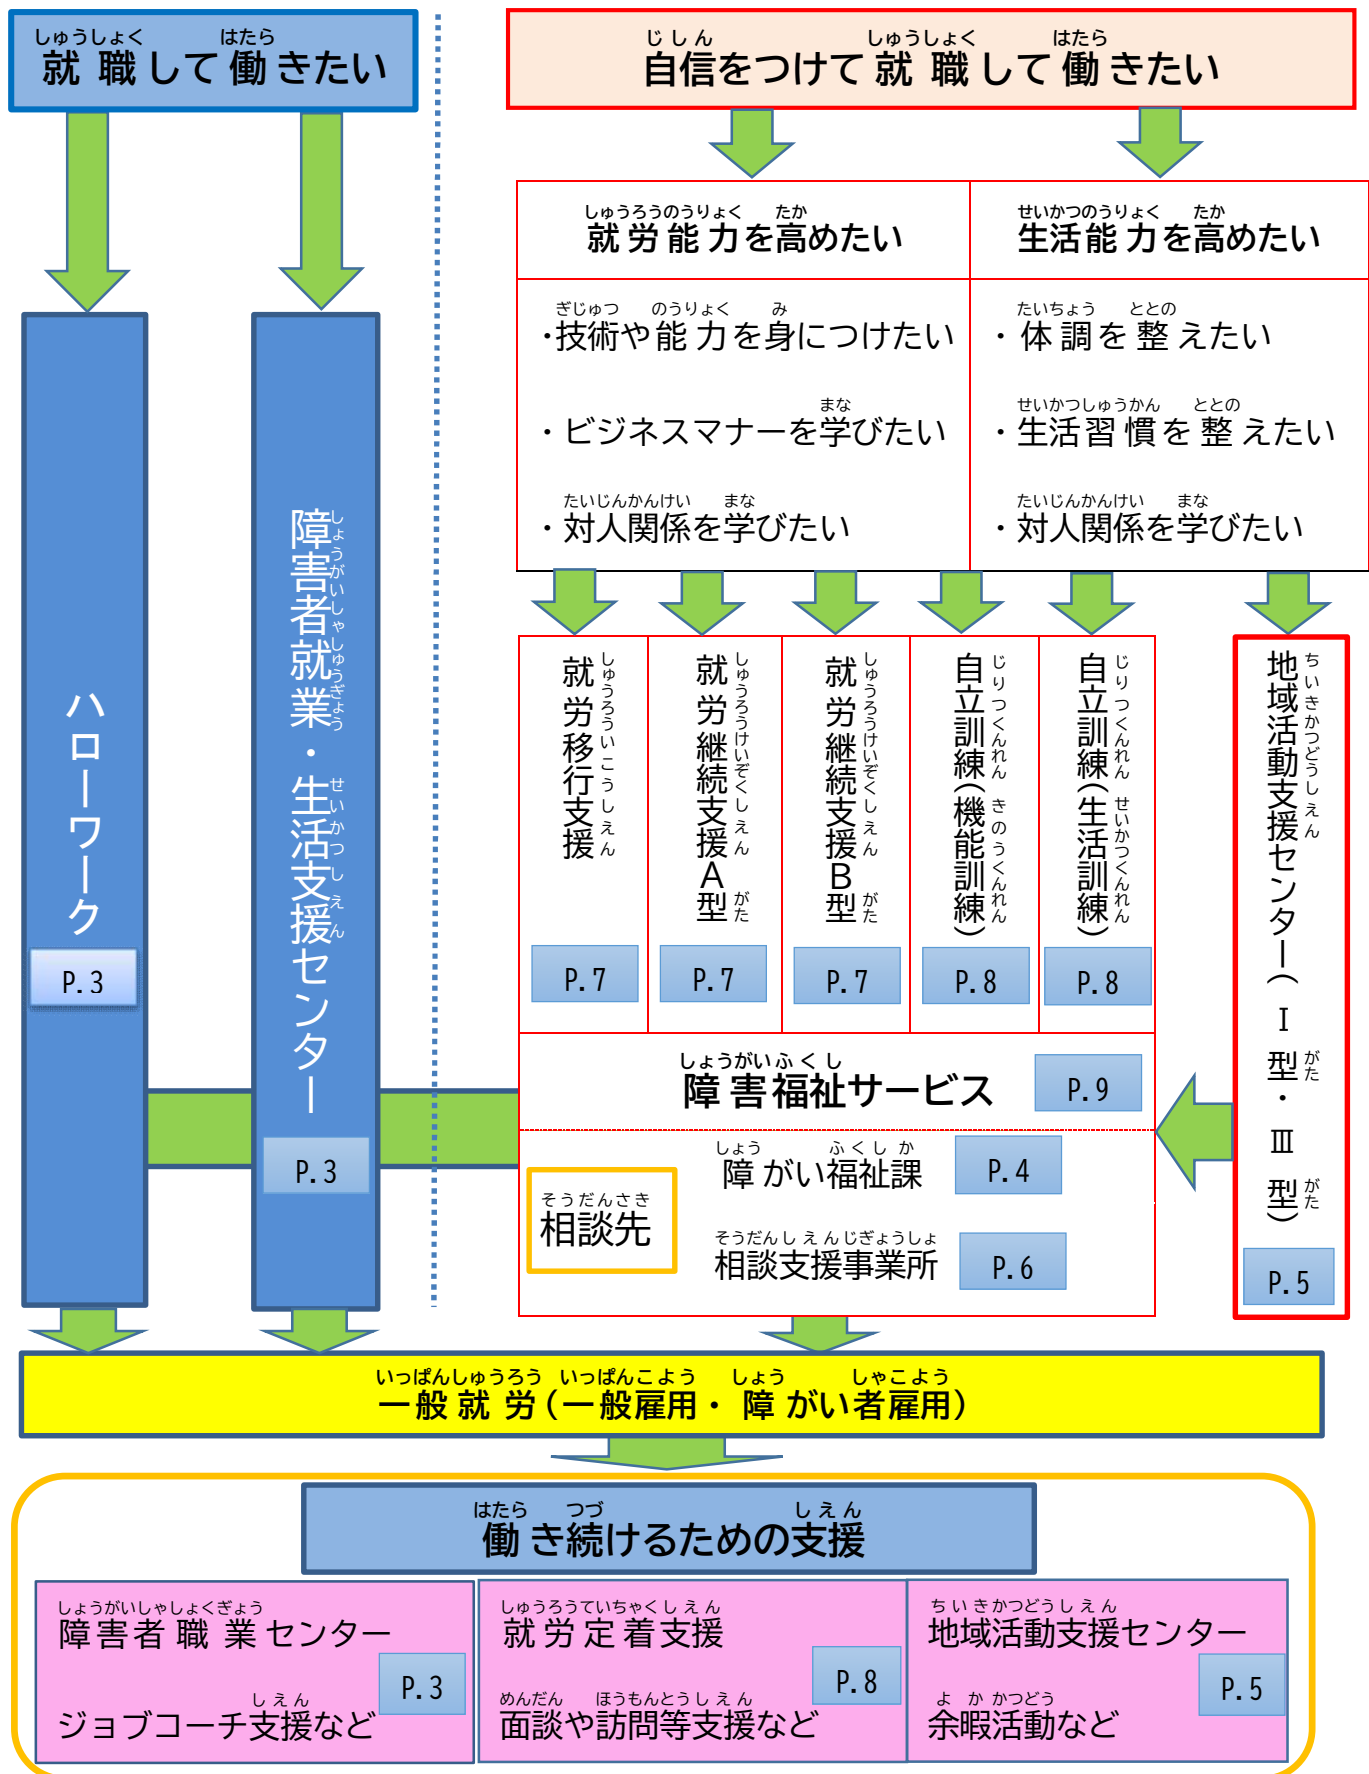 しゅうしょく はたら
就職して働きたい
じしん しゅうしょく はたら
自信をつけて就職して働きたい
しゅうろうのうりょく たか
就労能力を高めたい
ぎじゅつ のうりょく み
・技術や能力を身につけたい
まな
・ビジネスマナーを学びたい
たいじんかんけい まな
・対人関係を学びたい
せいかつのうりょく たか
生活能力を高めたい
たいちょう ととの
・体調を整えたい
せいかつしゅうかん ととの
・生活習慣を整えたい
たいじんかんけい まな
・対人関係を学びたい
ハローワーク
P.3
しょうがいしゃしゅうぎょう せいかつしえん
障害者就業・生活支援センター
P.3
しゅうろういこうしえん
就労移行支援
P.7
しゅうろうけいぞくしえん がた
就労継続支援A型
P.7
しゅうろうけいぞくしえん がた
就労継続支援B型
P.7
じりつくんれん きのうくんれん
自立訓練(機能訓練)
P.8
じりつくんれん せいかつくんれん
自立訓練(生活訓練)
P.8
ちいきかつどうしえん がた がた
地域活動支援センター(Ⅰ型・Ⅲ型)
P.5
しょうがいふくし
障害福祉サービス
P.9
そうだんさき
相談先
しょう ふくしか
障がい福祉課
P.4
そうだんしえんじぎょうしょ
相談支援事業所
P.6
いっぱんしゅうろう いっぱんこよう しょう しゃこよう
一般就労(一般雇用・障がい者雇用)
はたら つづ しえん
働き続けるための支援
しょうがいしゃしょくぎょう
障害者職業センター
P.3
しえん
ジョブコーチ支援など
しゅうろうていちゃくしえん
就労定着支援
P.8
めんだん ほうもんとうしえん
面談や訪問等支援など
ちいきかつどうしえん
地域活動支援センター
P.5
よか かつどう
余暇活動など